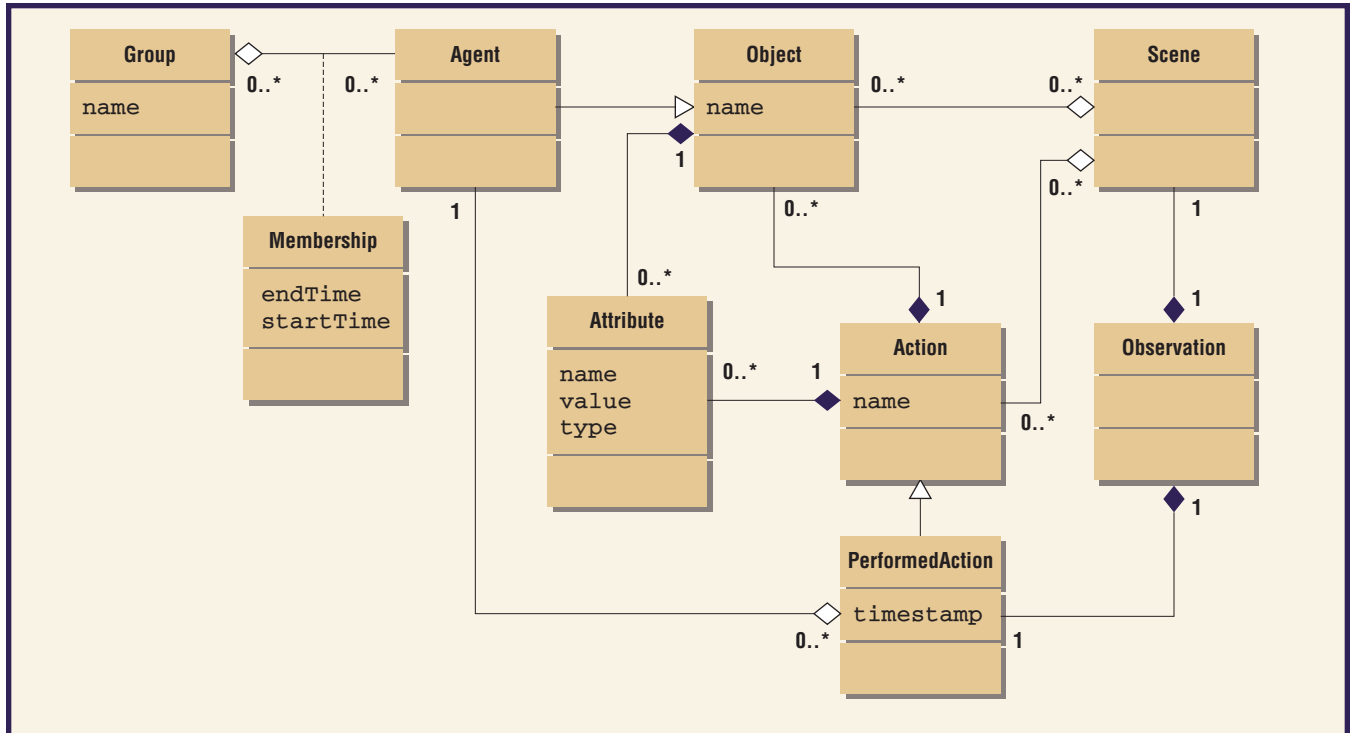 Group
name
0..*
0..*
Agent
Object
name
1
0..*
0..*
Scene
0..*
1
0..*
1
Membership
endTime
startTime
0..*
Attribute
name
value
type
0..*
1
1
Action
name
0..*
1
Observation
1
PerformedAction
timestamp
0..*
1